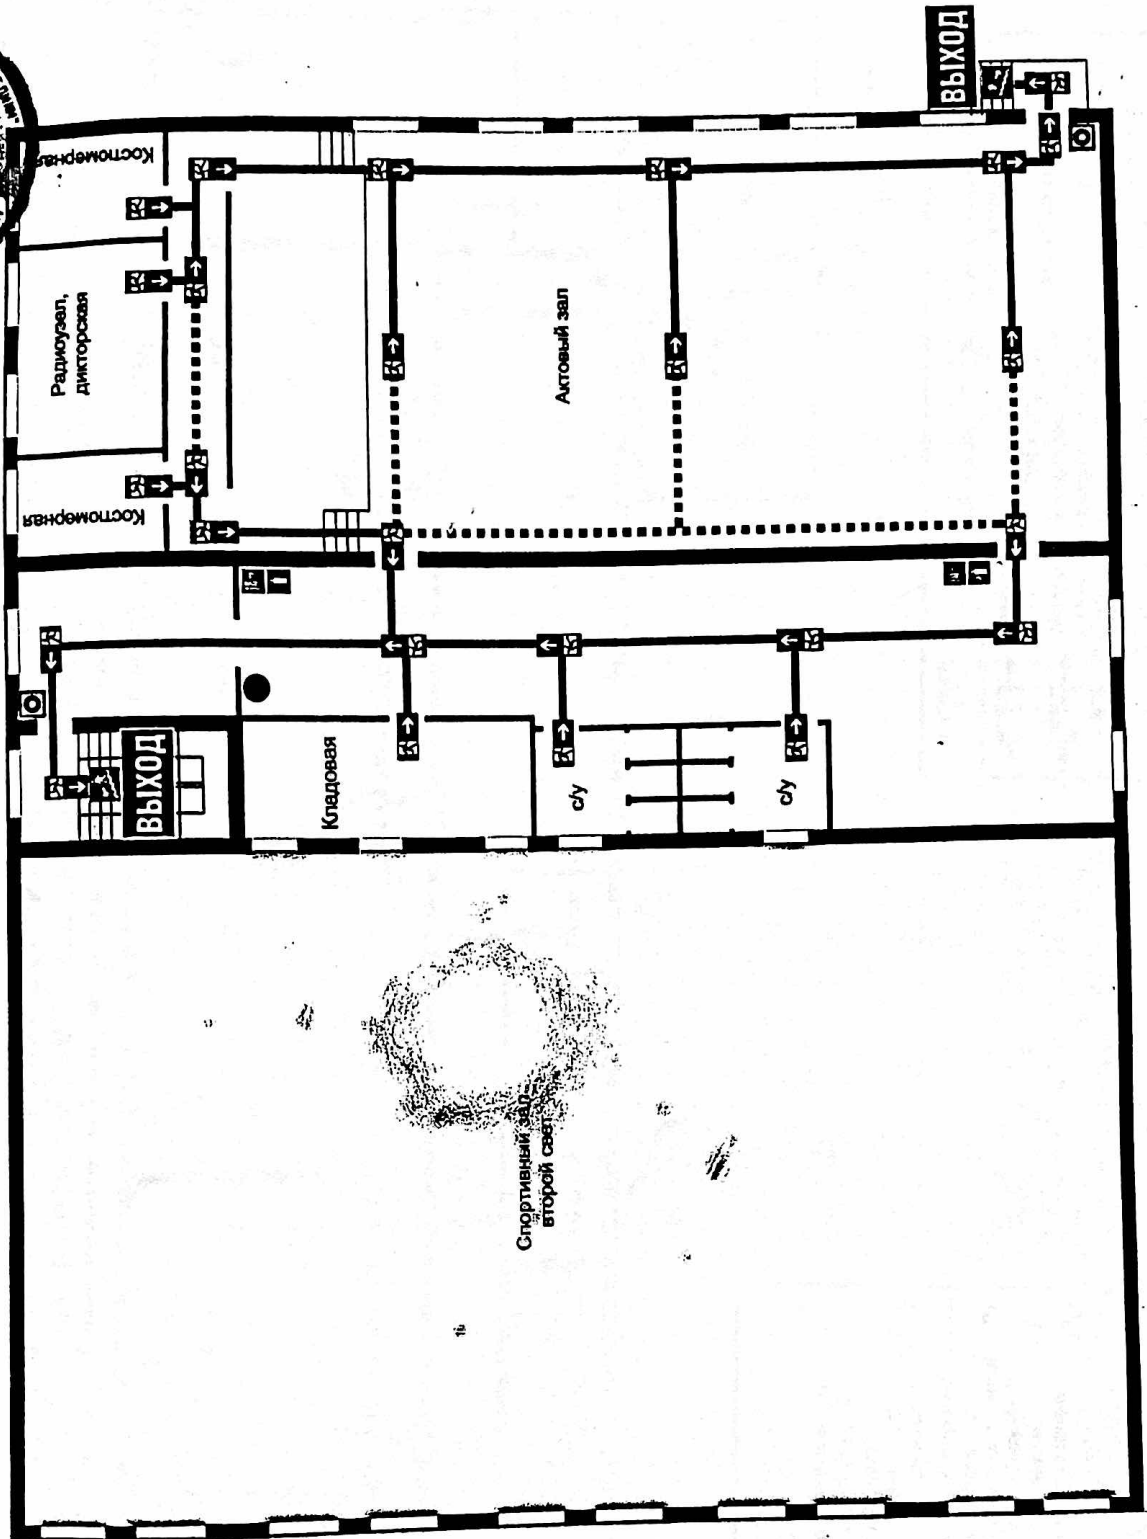 ВЫХОД
Костюмерная
Радиоузел,
дикторская
Костюмерная
Актовый зал
ВЫХОД
Кладовая
с/у
с/у
Спортивный зал-
второй свет